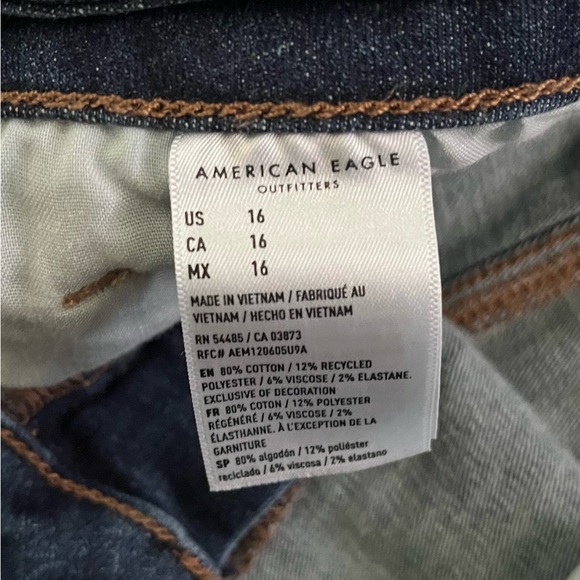 AMERICAN EAGLE
OUTFITTERS
US 16
CA 16
MX 16
MADE IN VIETNAM / FABRIQUÉ AU
VIETNAM / HECHO EN VIETNAM
RN 54485 / CA 03873
RFC# AEM120605U9A
EN 80% COTTON / 12% RECYCLED
POLYESTER / 6% VISCOSE / 2% ELASTANE.
EXCLUSIVE OF DECORATION
FR 80% COTON / 12% POLYESTER
RÉGÉNÉRÉ / 6% VISCOSE / 2%
ÉLASTHANNE. À L'EXCEPTION DE LA
GARNITURE
SP 80% algodón / 12% poliéster
reciclado / 6% viscosa / 2% elastano